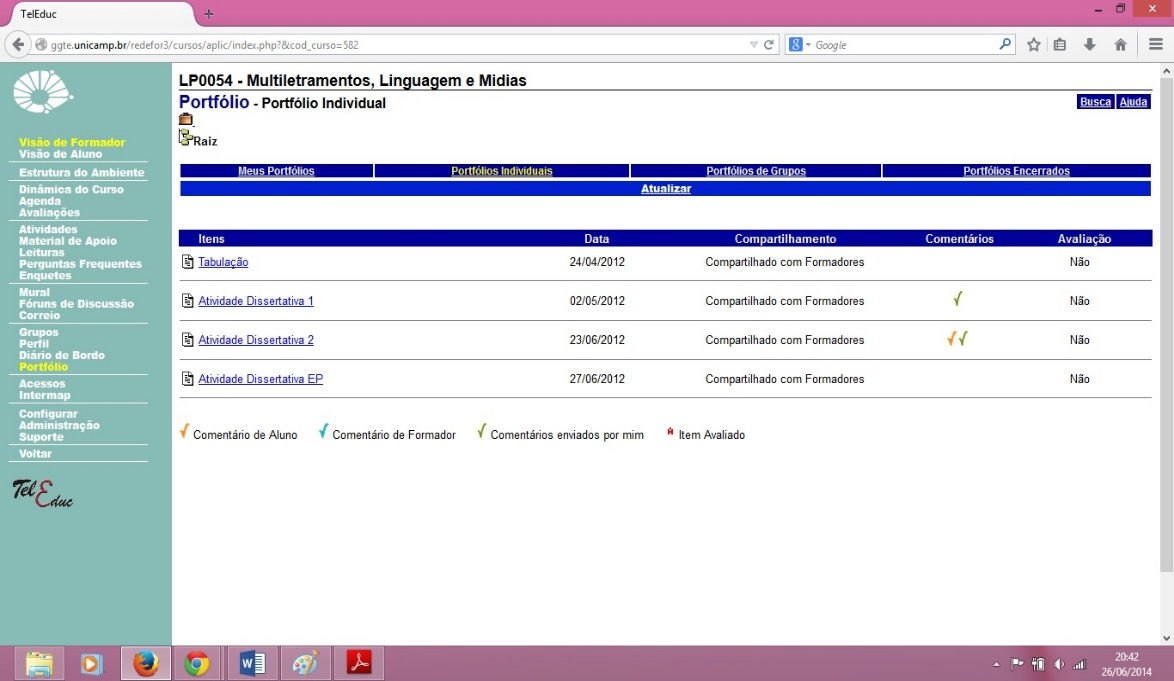 TelEduc
ggte.unicamp.br/redefor3/cursos/aplic/index.php?&cod_curso=582
Google
LP0054 - Multiletramentos, Linguagem e Midias
Portfólio - Portfólio Individual
Busca Ajuda
Raiz
Meus Portfólios Portfólios Individuais Portfólios de Grupos Portfólios Encerrados
Atualizar
Itens Data Compartilhamento Comentários Avaliação
Tabulação 24/04/2012 Compartilhado com Formadores Não
Atividade Dissertativa 1 02/05/2012 Compartilhado com Formadores Não
Atividade Dissertativa 2 23/06/2012 Compartilhado com Formadores Não
Atividade Dissertativa EP 27/06/2012 Compartilhado com Formadores Não
Comentário de Aluno Comentário de Formador Comentários enviados por mim Item Avaliado
Visão de Formador
Visão de Aluno
Estrutura do Ambiente
Dinâmica do Curso
Agenda
Avaliações
Atividades
Material de Apoio
Leituras
Perguntas Frequentes
Enquetes
Mural
Fóruns de Discussão
Correio
Grupos
Perfil
Diário de Bordo
Portfólio
Acessos
Intermap
Configurar
Administração
Suporte
Voltar
TelEduc
20:42
26/06/2014